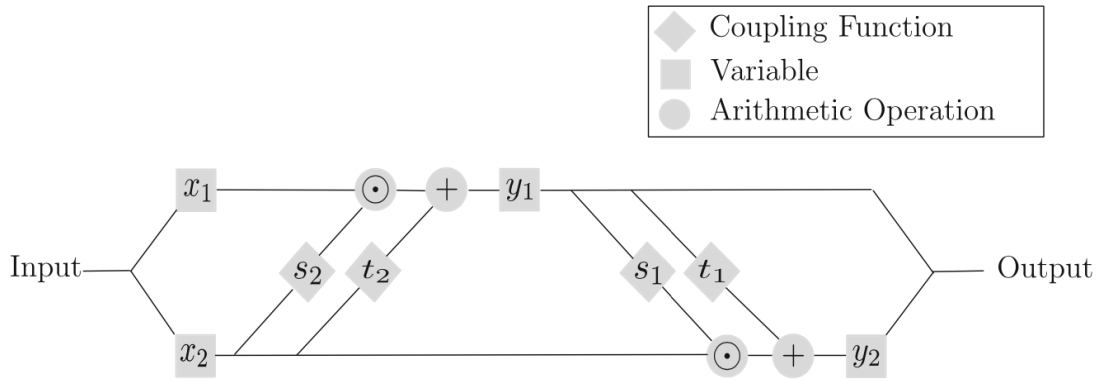 Coupling Function
Variable
Arithmetic Operation
x₁ ⊙ + y₁
Input s₂ t₂ s₁ t₁ Output
x₂ ⊙ + y₂